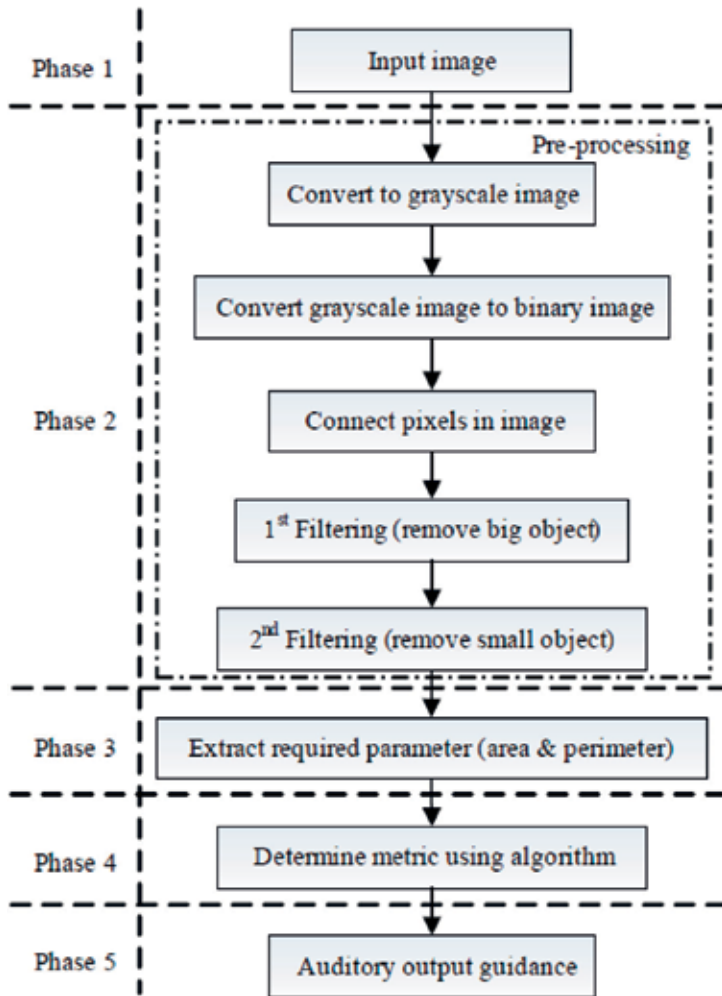 Phase 1
Input image
Pre-processing
Convert to grayscale image
Convert grayscale image to binary image
Phase 2
Connect pixels in image
1st Filtering (remove big object)
2nd Filtering (remove small object)
Phase 3
Extract required parameter (area & perimeter)
Phase 4
Determine metric using algorithm
Phase 5
Auditory output guidance